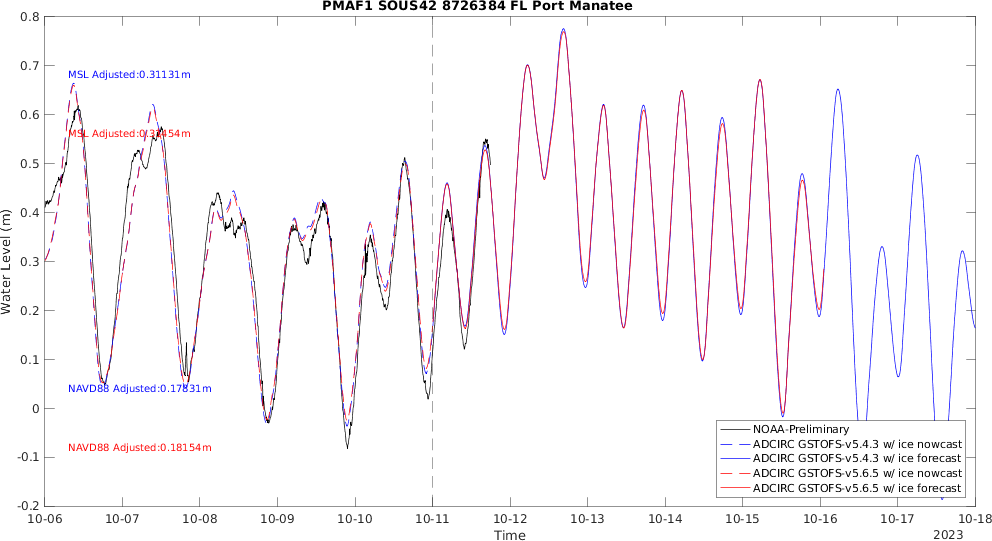 PMAF1 SOUS42 8726384 FL Port Manatee
0.8
0.7
0.6
0.5
0.4
0.3
0.2
0.1
0
-0.1
-0.2
Water Level (m)
MSL Adjusted:0.31131m
MSL Adjusted:0.31454m
NAVD88 Adjusted:0.17831m
NAVD88 Adjusted:0.18154m
NOAA-Preliminary
ADCIRC GSTOFS-v5.4.3 w/ ice nowcast
ADCIRC GSTOFS-v5.4.3 w/ ice forecast
ADCIRC GSTOFS-v5.6.5 w/ ice nowcast
ADCIRC GSTOFS-v5.6.5 w/ ice forecast
10-06 10-07 10-08 10-09 10-10 10-11 10-12 10-13 10-14 10-15 10-16 10-17 10-18
Time
2023